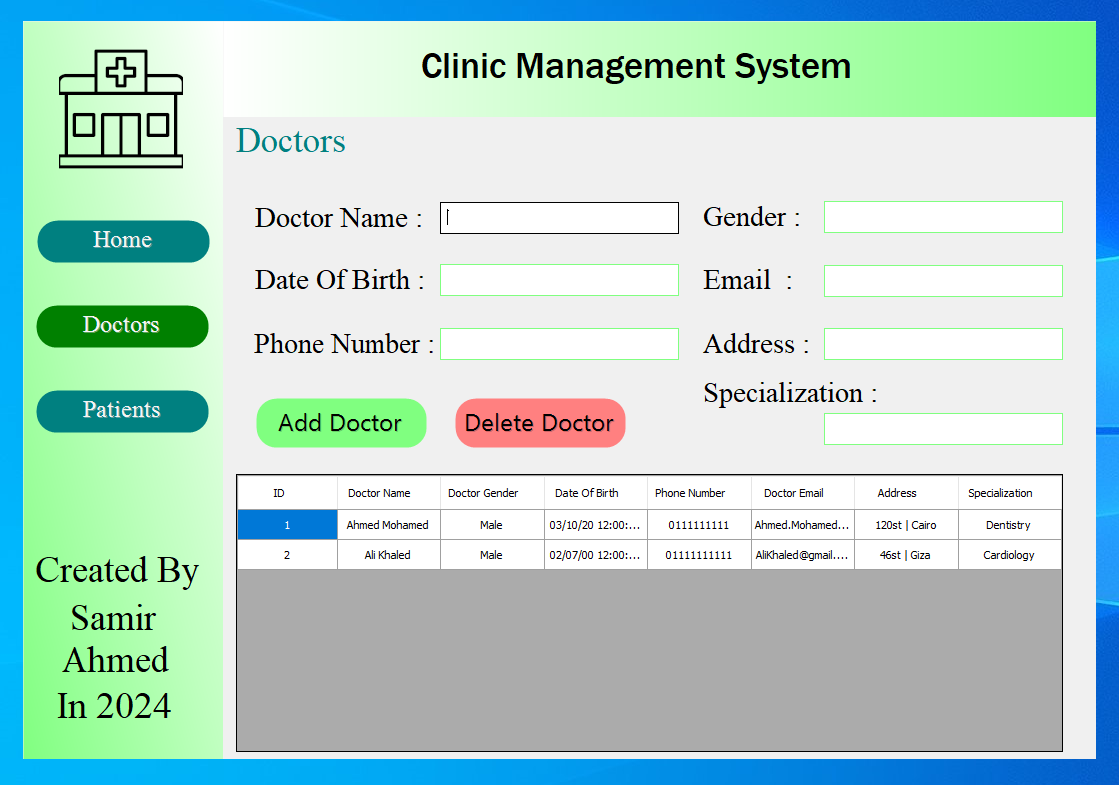 Clinic Management System
Doctors
Home
Doctors
Patients
Created By
Samir
Ahmed
In 2024
Doctor Name :
Gender :
Date Of Birth :
Email :
Phone Number :
Address :
Specialization :
Add Doctor
Delete Doctor
ID Doctor Name Doctor Gender Date Of Birth Phone Number Doctor Email Address Specialization
1 Ahmed Mohamed Male 03/10/20 12:00:... 0111111111 Ahmed.Mohamed... 120st | Cairo Dentistry
2 Ali Khaled Male 02/07/00 12:00:... 01111111111 AliKhaled@gmail.... 46st | Giza Cardiology